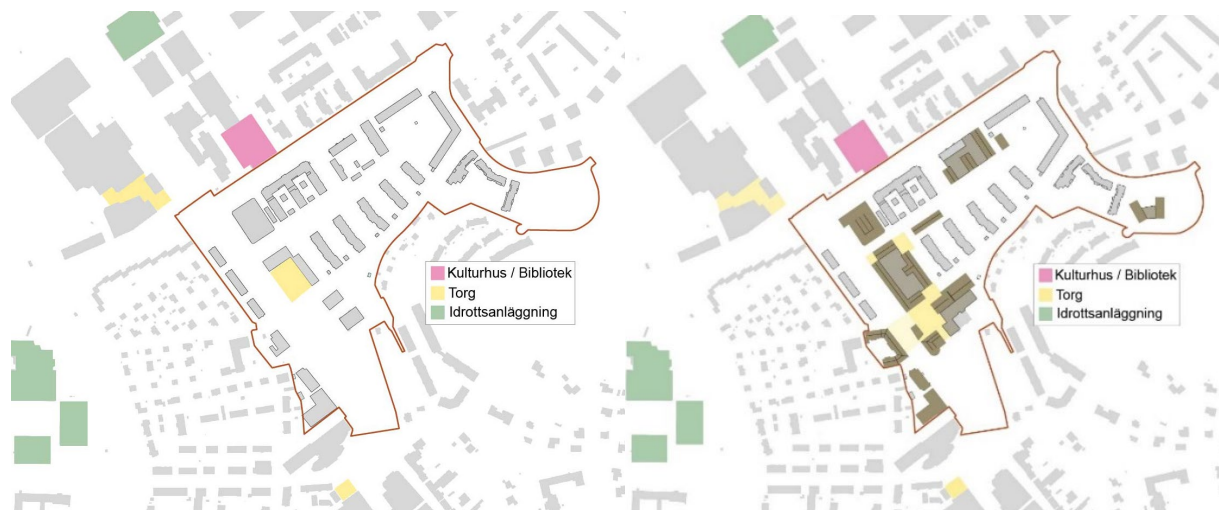 Kulturhus / Bibliotek
Torg
Idrottsanläggning
Kulturhus / Bibliotek
Torg
Idrottsanläggning